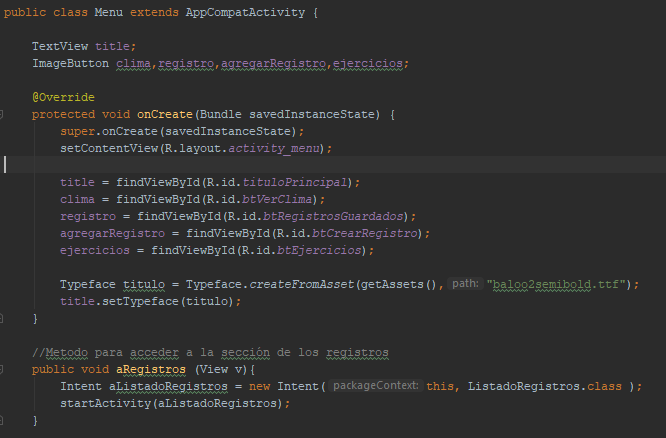 public class Menu extends AppCompatActivity {
TextView title;
ImageButton clima,registro,agregarRegistro,ejercicios;
@Override
protected void onCreate(Bundle savedInstanceState) {
super.onCreate(savedInstanceState);
setContentView(R.layout.activity_menu);
title = findViewById(R.id.tituloPrincipal);
clima = findViewById(R.id.btVerClima);
registro = findViewById(R.id.btRegistrosGuardados);
agregarRegistro = findViewById(R.id.btCrearRegistro);
ejercicios = findViewById(R.id.btEjercicios);
Typeface titulo = Typeface.createFromAsset(getAssets(), path: "baloo2semibold.ttf");
title.setTypeface(titulo);
}
//Metodo para acceder a la sección de los registros
public void aRegistros (View v){
Intent aListadoRegistros = new Intent( packageContext: this, ListadoRegistros.class );
startActivity(aListadoRegistros);
}